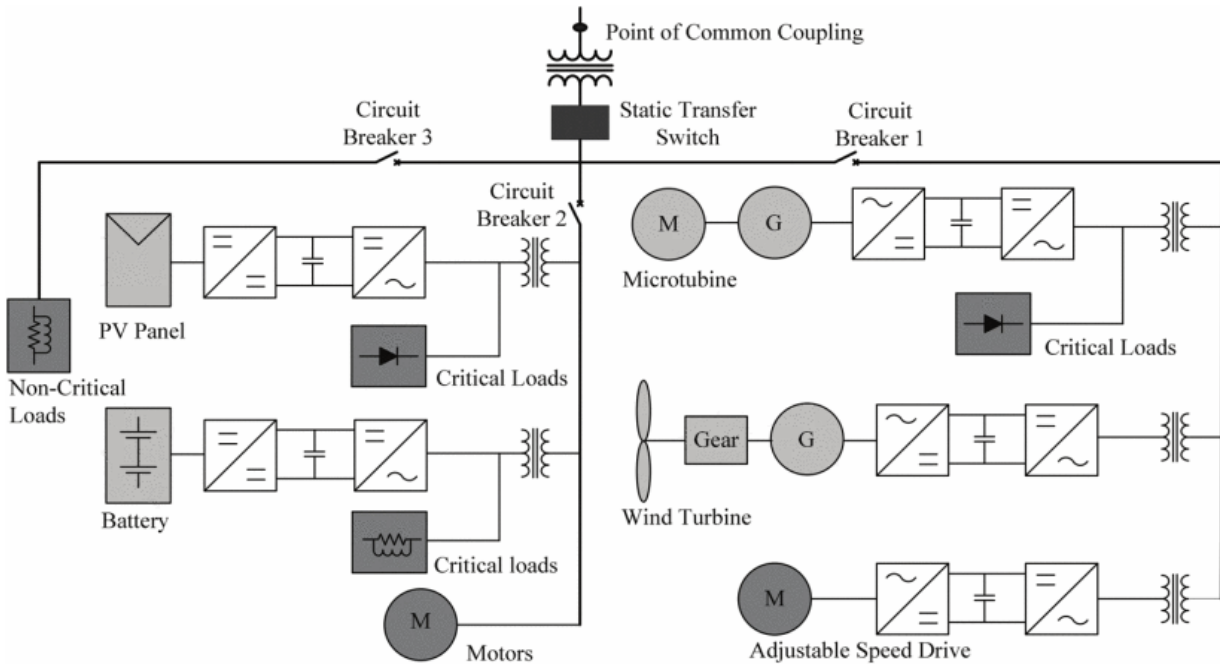 Point of Common Coupling
Circuit
Breaker 3
Static Transfer
Switch
Circuit
Breaker 1
Circuit
Breaker 2
M
G
Microtubine
PV Panel
Critical Loads
Critical Loads
Non-Critical
Loads
Gear
G
Battery
Wind Turbine
Critical loads
M
Motors
M
Adjustable Speed Drive